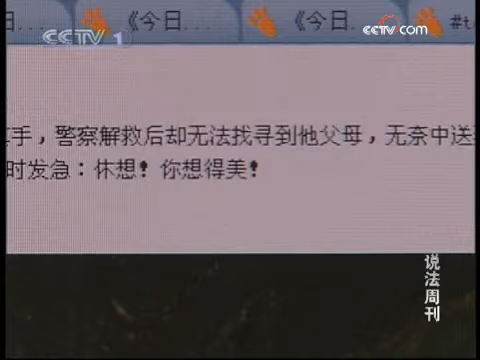 日...
《今日...
《今日...
#t
CCTV 1
CCTV.com
手，警察解救后却无法找寻到他父母，无奈中送
时发急：休想！你想得美！
说法周刊